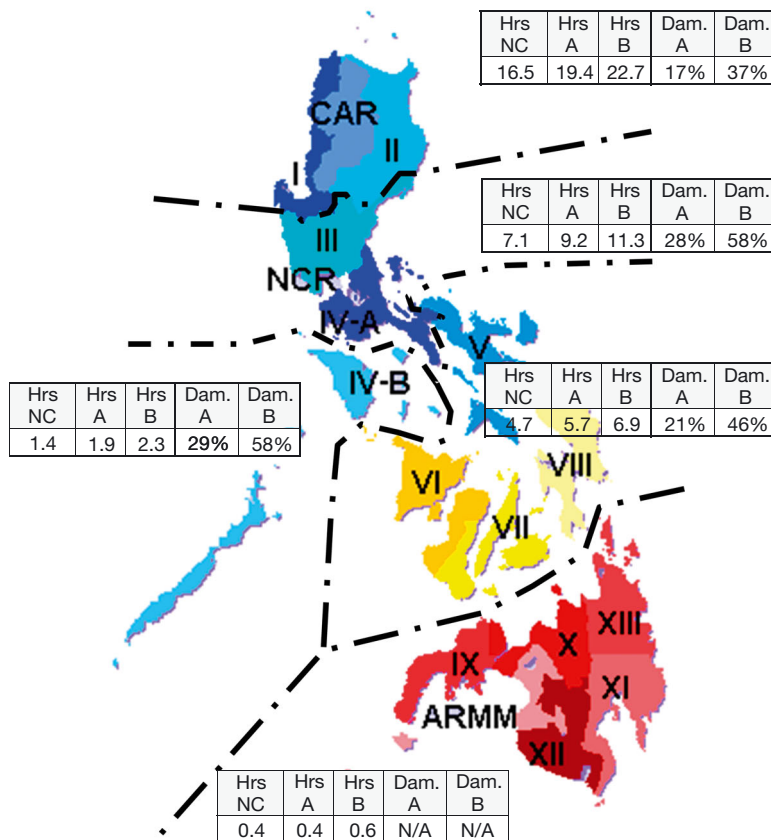 Hrs NC Hrs A Hrs B Dam. A Dam. B
16.5 19.4 22.7 17% 37%
CAR
II
I
Hrs NC Hrs A Hrs B Dam. A Dam. B
7.1 9.2 11.3 28% 58%
III
NCR
IV-A
V
IV-B
Hrs NC Hrs A Hrs B Dam. A Dam. B
4.7 5.7 6.9 21% 46%
Hrs NC Hrs A Hrs B Dam. A Dam. B
1.4 1.9 2.3 29% 58%
VIII
VI
VII
XIII
X
IX
XI
ARMM
XII
Hrs NC Hrs A Hrs B Dam. A Dam. B
0.4 0.4 0.6 N/A N/A